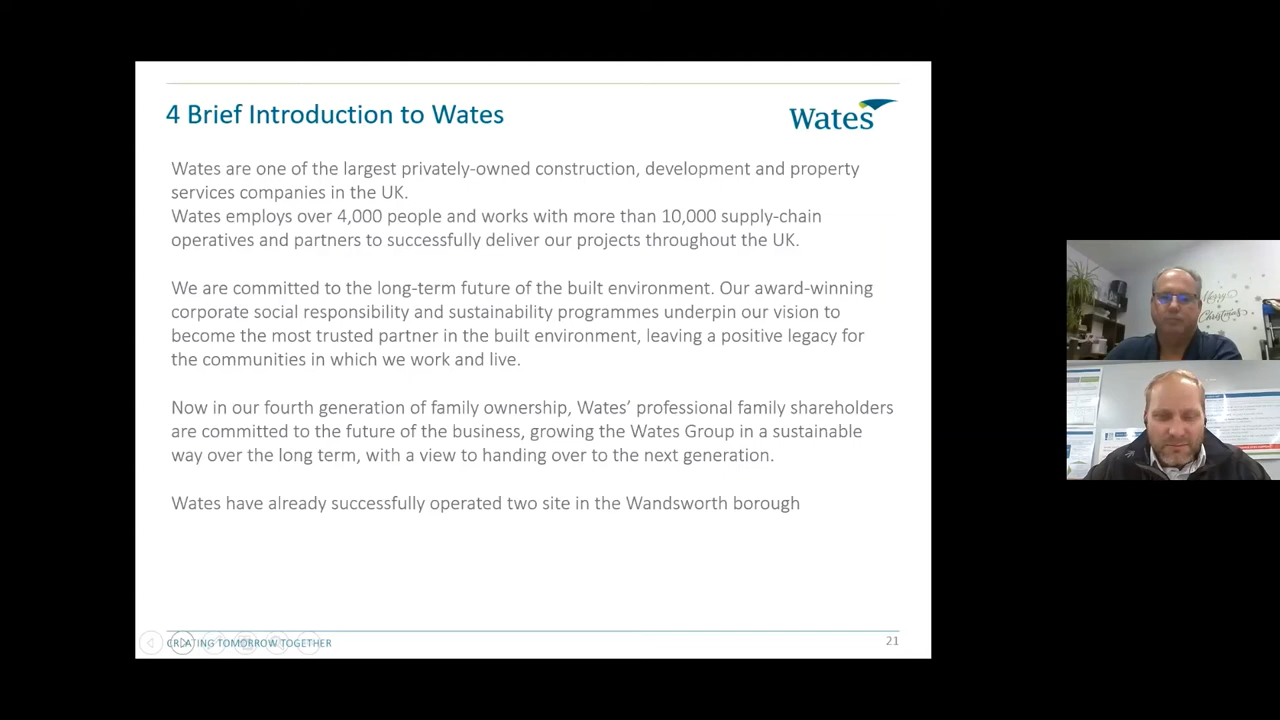 4 Brief Introduction to Wates
Wates
Wates are one of the largest privately-owned construction, development and property
services companies in the UK.
Wates employs over 4,000 people and works with more than 10,000 supply-chain
operatives and partners to successfully deliver our projects throughout the UK.
We are committed to the long-term future of the built environment. Our award-winning
corporate social responsibility and sustainability programmes underpin our vision to
become the most trusted partner in the built environment, leaving a positive legacy for
the communities in which we work and live.
Now in our fourth generation of family ownership, Wates’ professional family shareholders
are committed to the future of the business, growing the Wates Group in a sustainable
way over the long term, with a view to handing over to the next generation.
Wates have already successfully operated two site in the Wandsworth borough
CREATING TOMORROW TOGETHER
21
Merry
Christmas